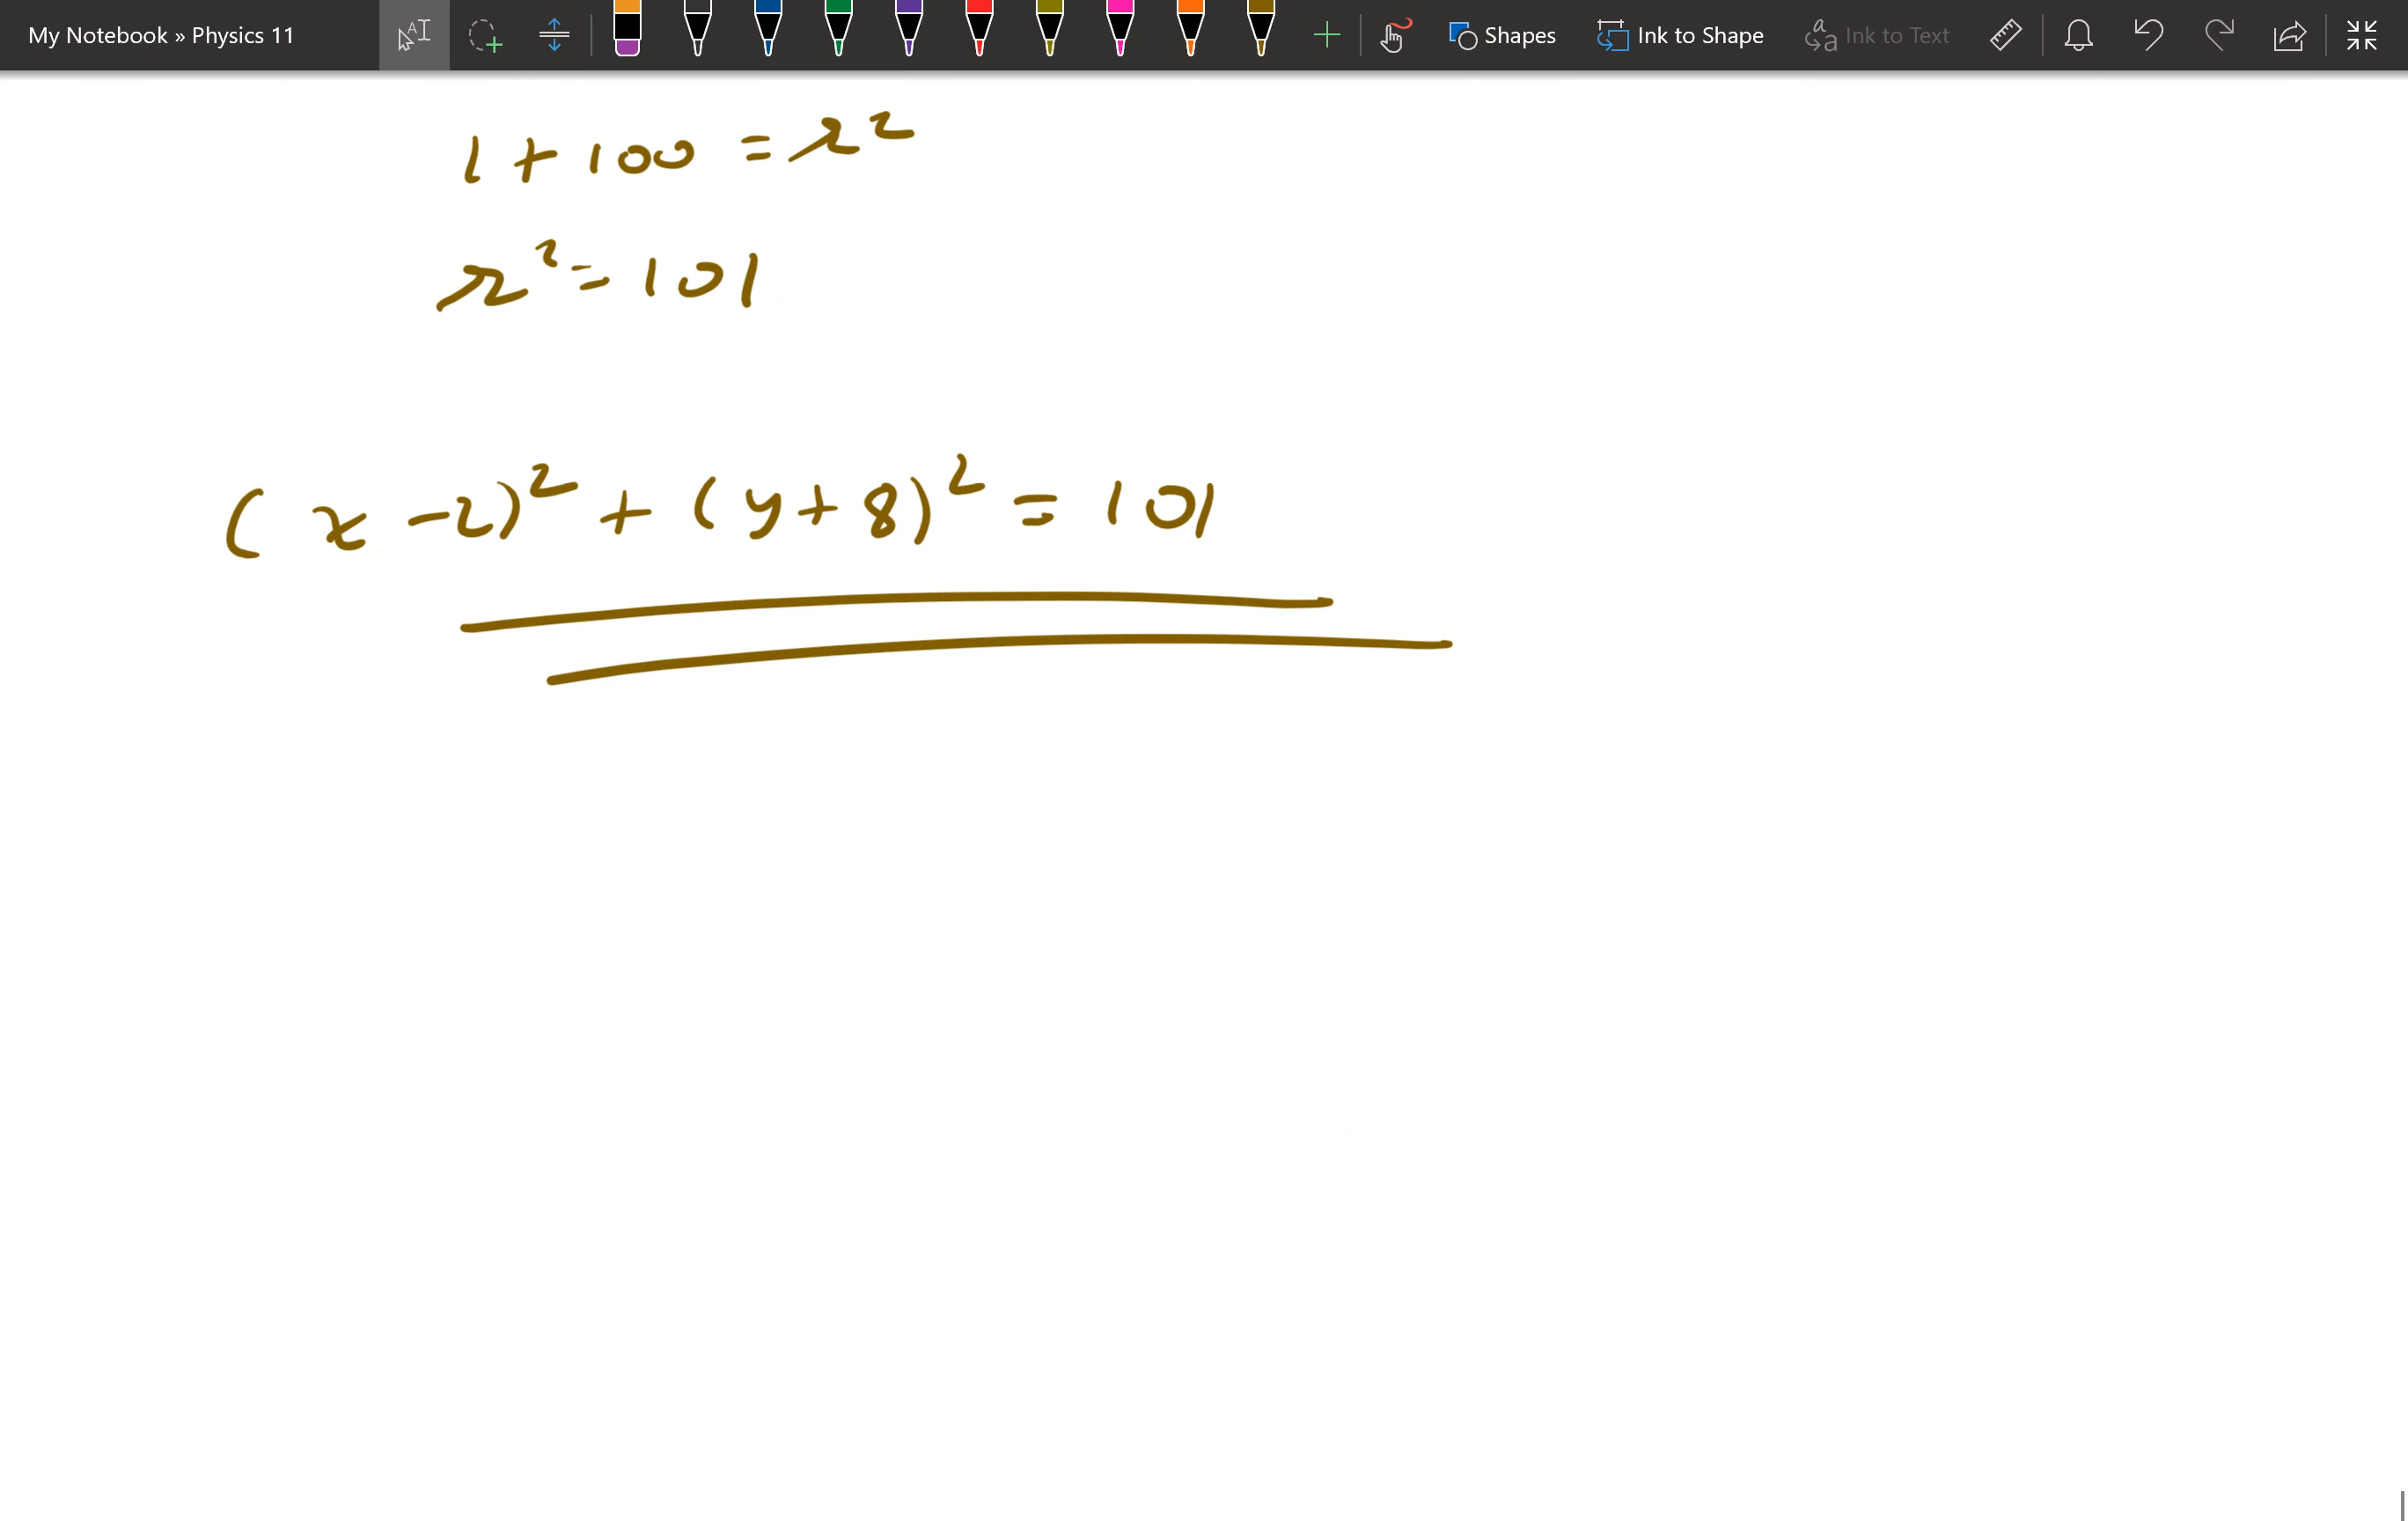 My Notebook » Physics 11 Shapes Ink to Shape Ink to Text
1 + 100 = r²
r² = 101
(x - 2)² + (y + 8)² = 101